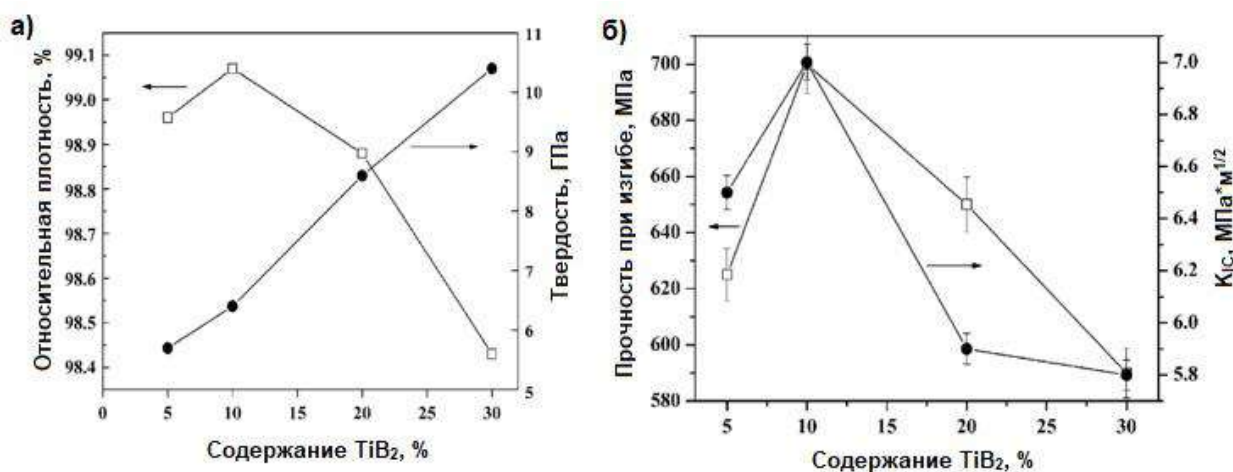 а)
Относительная плотность, %
99.1
99.0
98.9
98.8
98.7
98.6
98.5
98.4
0 5 10 15 20 25 30
Содержание TiB₂, %
11
10
9
8
7
6
5
Твердость, ГПа
б)
Прочность при изгибе, МПа
700
680
660
640
620
600
580
5 10 15 20 25 30
Содержание TiB₂, %
7.0
6.8
6.6
6.4
6.2
6.0
5.8
K_IC, МПа*м^1/2